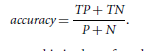 accuracy = (TP + TN) / (P + N).